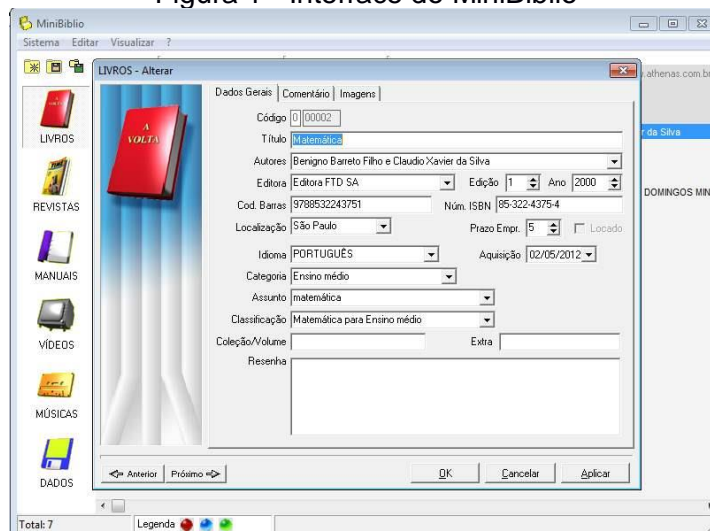 Figura 1 - Interface do MiniBiblio
MiniBiblio
Sistema Editar Visualizar ?
LIVROS - Alterar
.athenas.com.b
LIVROS
REVISTAS
MANUAIS
VÍDEOS
MÚSICAS
DADOS
A
VOLTA
Dados Gerais Comentário Imagens
Código 0 00002
Título Matemática
Autores Benigno Barreto Filho e Claudio Xavier da Silva
Editora Editora FTD SA Edição 1 Ano 2000
Cod. Barras 9788532243751 Núm. ISBN 85-322-4375-4
Localização São Paulo Prazo Empr. 5 Locado
Idioma PORTUGUÊS Aquisição 02/05/2012
Categoria Ensino médio
Assunto matemática
Classificação Matemática para Ensino médio
Coleção/Volume Extra
Resenha
r da Silva
DOMINGOS MIN
Anterior Próximo OK Cancelar Aplicar
Total: 7 Legenda